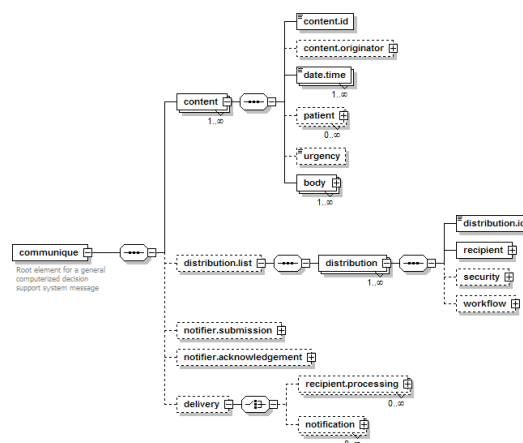 content.id
content.originator
date.time
1..∞
content
1..∞
patient
0..∞
urgency
body
1..∞
communique
Root element for a general
computerized decision
support system message
distribution.list
distribution
1..∞
distribution.id
recipient
security
workflow
notifier.submission
notifier.acknowledgement
delivery
recipient.processing
0..∞
notification
0..∞